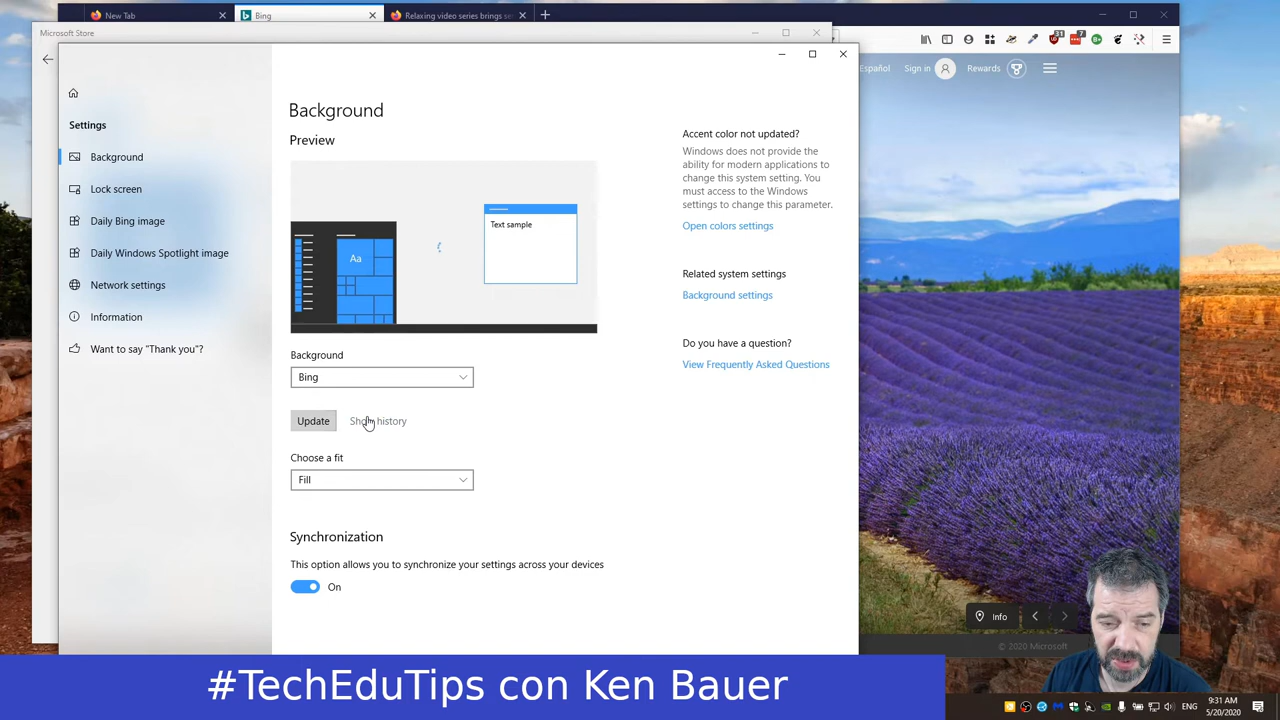 New Tab
Bing
Relaxing video series brings se
Microsoft Store
31
7
Español
Sign in
Rewards
Settings
Background
Lock screen
Daily Bing image
Daily Windows Spotlight image
Network settings
Information
Want to say "Thank you"?
Background
Preview
Text sample
Aa
Background
Bing
Update
Show history
Choose a fit
Fill
Synchronization
This option allows you to synchronize your settings across your devices
On
Accent color not updated?
Windows does not provide the
ability for modern applications to
change this system setting. You
must access to the Windows
settings to change this parameter.
Open colors settings
Related system settings
Background settings
Do you have a question?
View Frequently Asked Questions
Info
© 2020 Microsoft
#TechEduTips con Ken Bauer
ENG
9:31 AM
5/20/2020